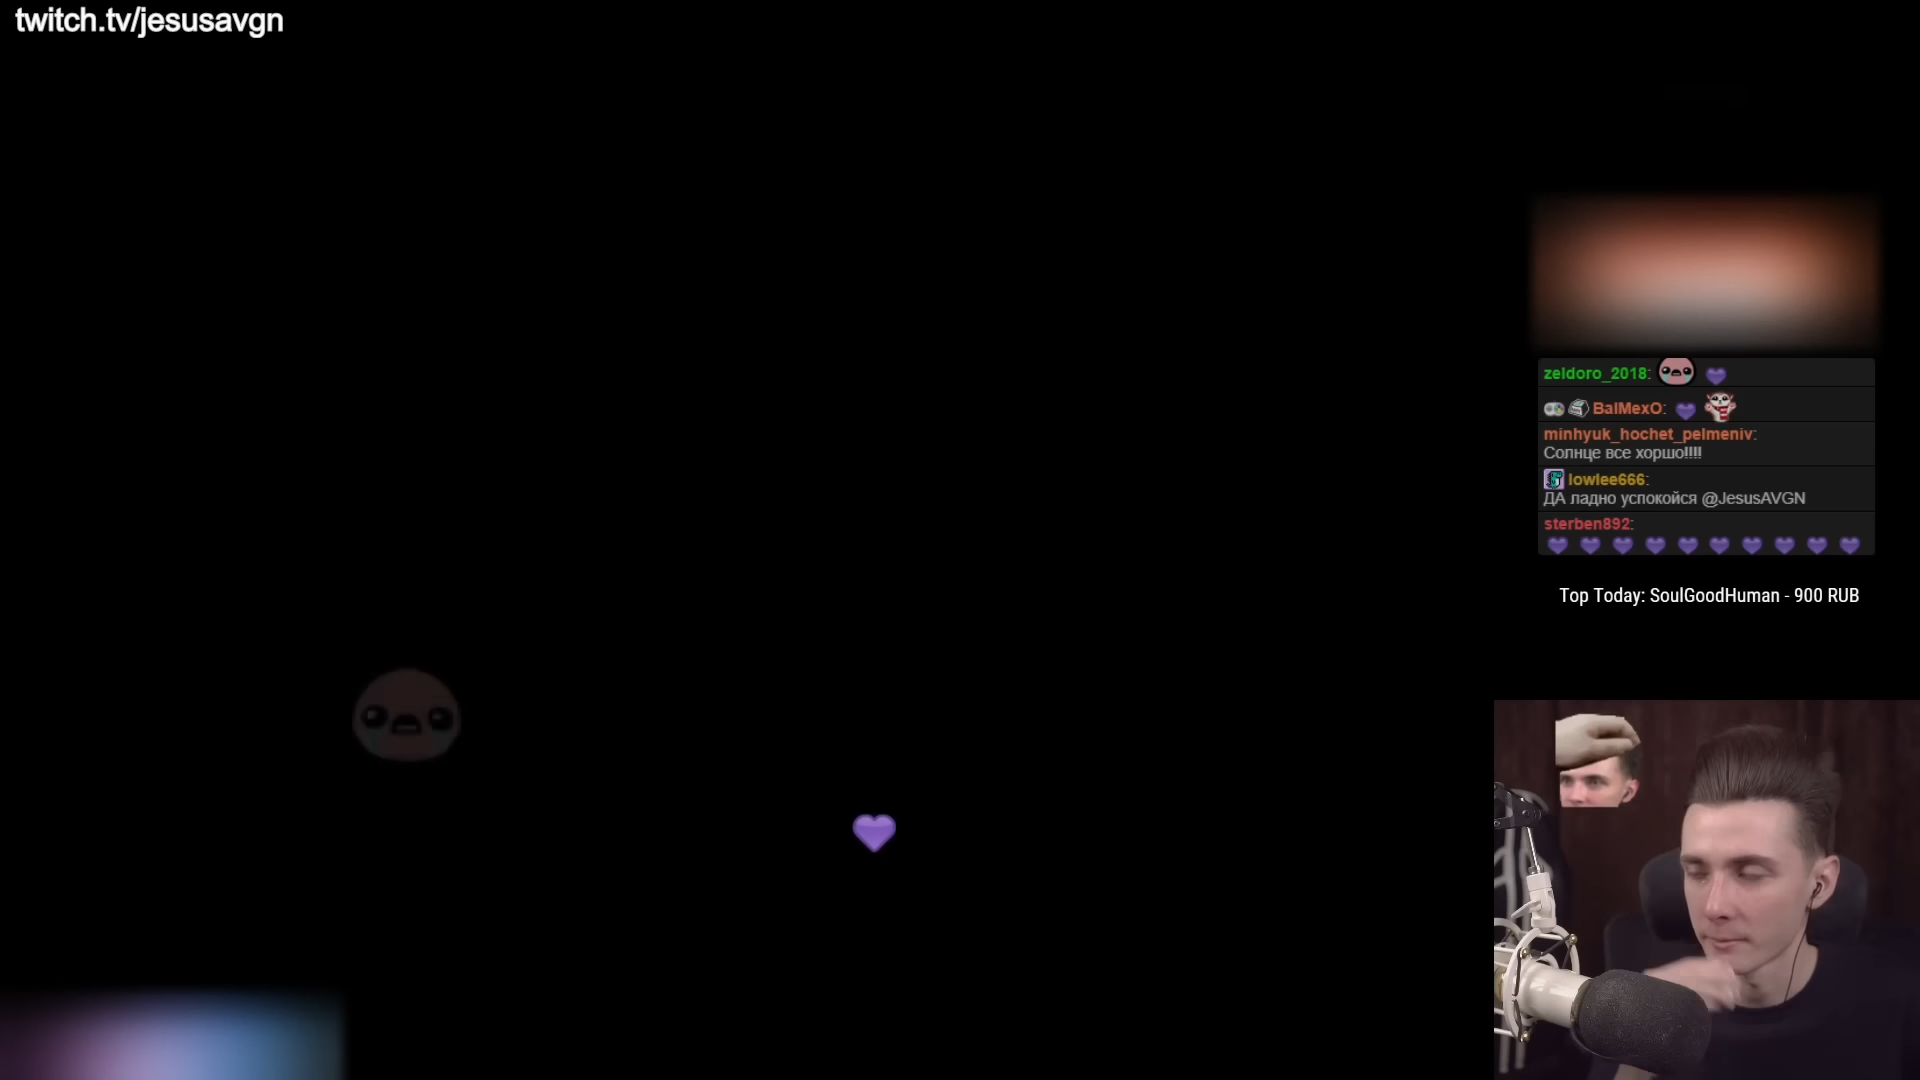 twitch.tv/jesusavgn
zeldoro_2018:
BalMexO:
minhyuk_hochet_pelmeniv:
Солнце все хоршо!!!!
lowlee666:
ДА ладно успокойся @JesusAVGN
sterben892:
Top Today: SoulGoodHuman - 900 RUB